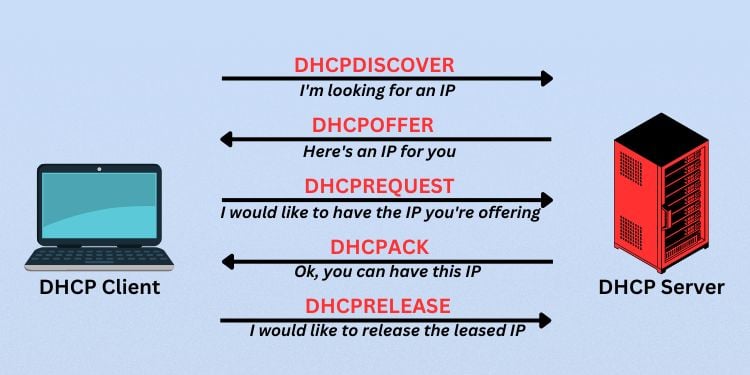 DHCPDISCOVER
I'm looking for an IP
DHCPOFFER
Here's an IP for you
DHCPREQUEST
I would like to have the IP you're offering
DHCPACK
Ok, you can have this IP
DHCP Client
DHCP Server
DHCPRELEASE
I would like to release the leased IP